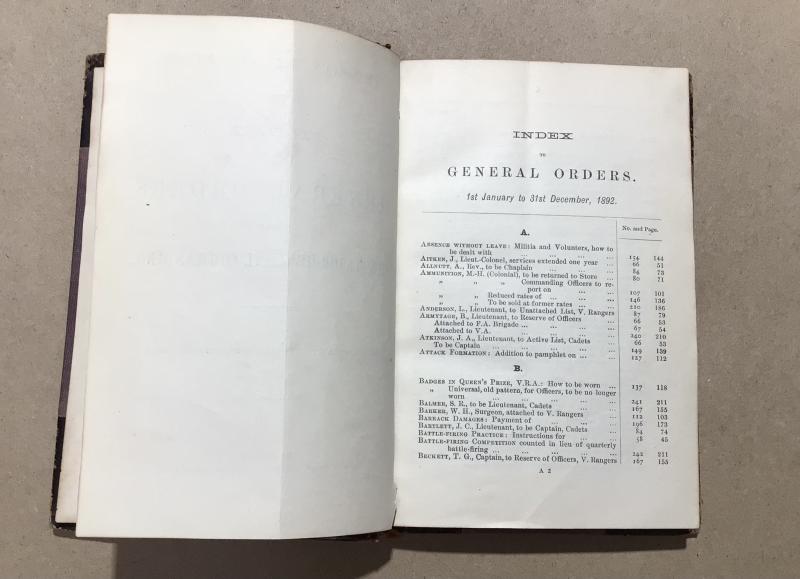 INDEX
TO
GENERAL ORDERS.
1st January to 31st December, 1892.
A.
No. and Page.
ABSENCE WITHOUT LEAVE: Militia and Volunters, how to
be dealt with ... ... ... ... 154 144
AITKEN, J., Lieut.-Colonel, services extended one year ... 66 51
ALLNUTT, A., Rev., to be Chaplain ... ... ... 84 73
AMMUNITION, M.-H. (Colonial), to be returned to Store ... 80 71
„ „ „ Commanding Officers to re-
port on ... ... 107 101
„ „ Reduced rates of ... ... ... 146 136
„ „ To be sold at former rates ... ... 210 186
ANDERSON, L., Lieutenant, to Unattached List, V. Rangers 87 79
ARMYTAGE, B., Lieutenant, to Reserve of Officers ... 66 53
Attached to F.A. Brigade ... ... ... ... 67 54
Attached to V.A. ... ... ... ... 240 210
ATKINSON, J. A., Lieutenant, to Active List, Cadets ... 66 53
To be Captain ... ... ... ... ... 149 139
ATTACK FORMATION: Addition to pamphlet on ... ... 127 112
B.
BADGES IN QUEEN'S PRIZE, V.R.A.: How to be worn ... 137 118
„ Universal, old pattern, for Officers, to be no longer
worn ... ... ... ... ...
BALMER, S. R., to be Lieutenant, Cadets ... ... 241 211
BARKER, W. H., Surgeon, attached to V. Rangers ... 167 155
BARRACK DAMAGES: Payment of ... ... ... 112 103
BARTLETT, J. C., Lieutenant, to be Captain, Cadets ... 196 173
BATTLE-FIRING PRACTICE: Instructions for ... ... 84 74
BATTLE-FIRING COMPETITION counted in lieu of quarterly 58 45
battle-firing ... ... ... ... ... 242 211
BECKETT, T. G., Captain, to Reserve of Officers, V. Rangers 167 155
A 2